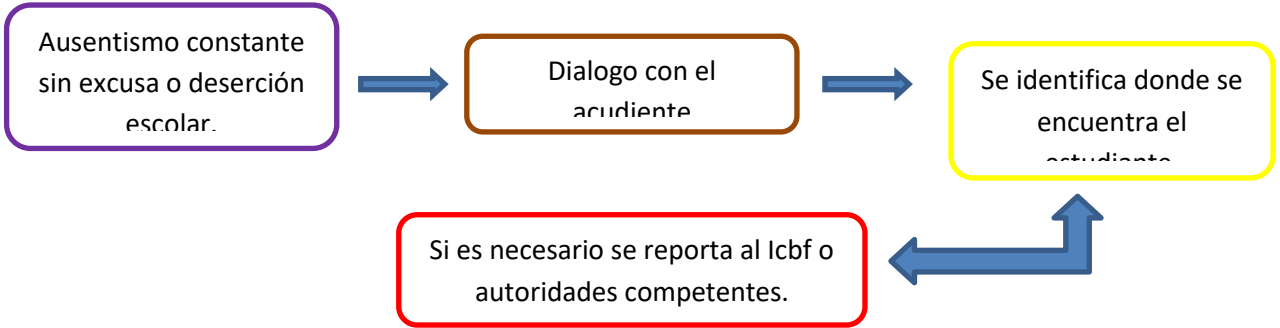 Ausentismo constante
sin excusa o deserción
escolar.
Dialogo con el
acudiente
Se identifica donde se
encuentra el
estudiante
Si es necesario se reporta al Icbf o
autoridades competentes.